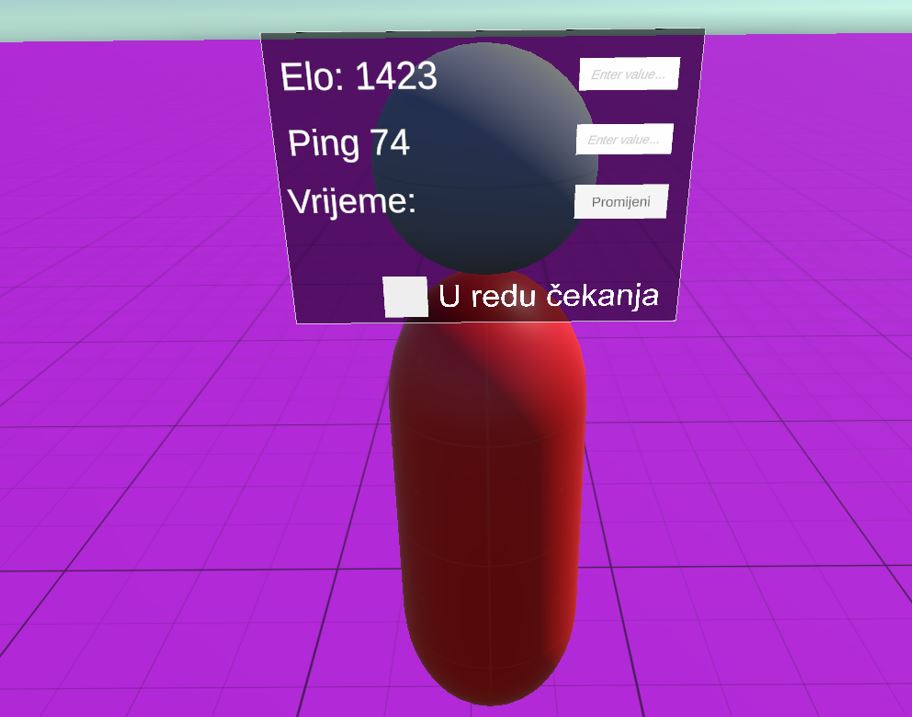 Elo: 1423 Enter value...
Ping 74 Enter value...
Vrijeme: Promijeni
U redu čekanja